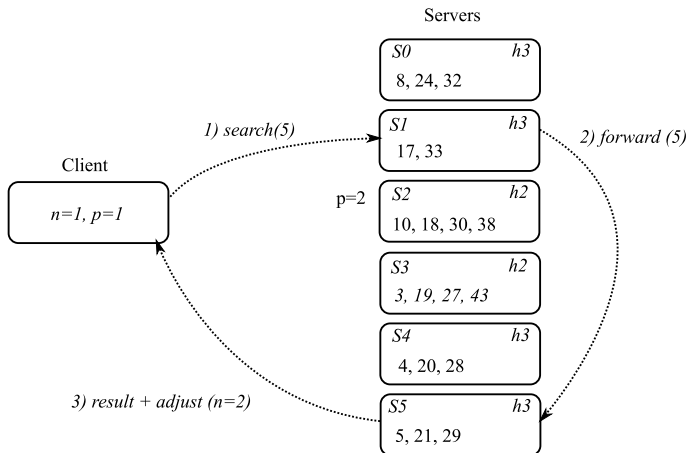 Servers
S0 h3
8, 24, 32
1) search(5)
S1 h3
17, 33
2) forward (5)
Client
n=1, p=1
p=2
S2 h2
10, 18, 30, 38
S3 h2
3, 19, 27, 43
S4 h3
4, 20, 28
3) result + adjust (n=2)
S5 h3
5, 21, 29